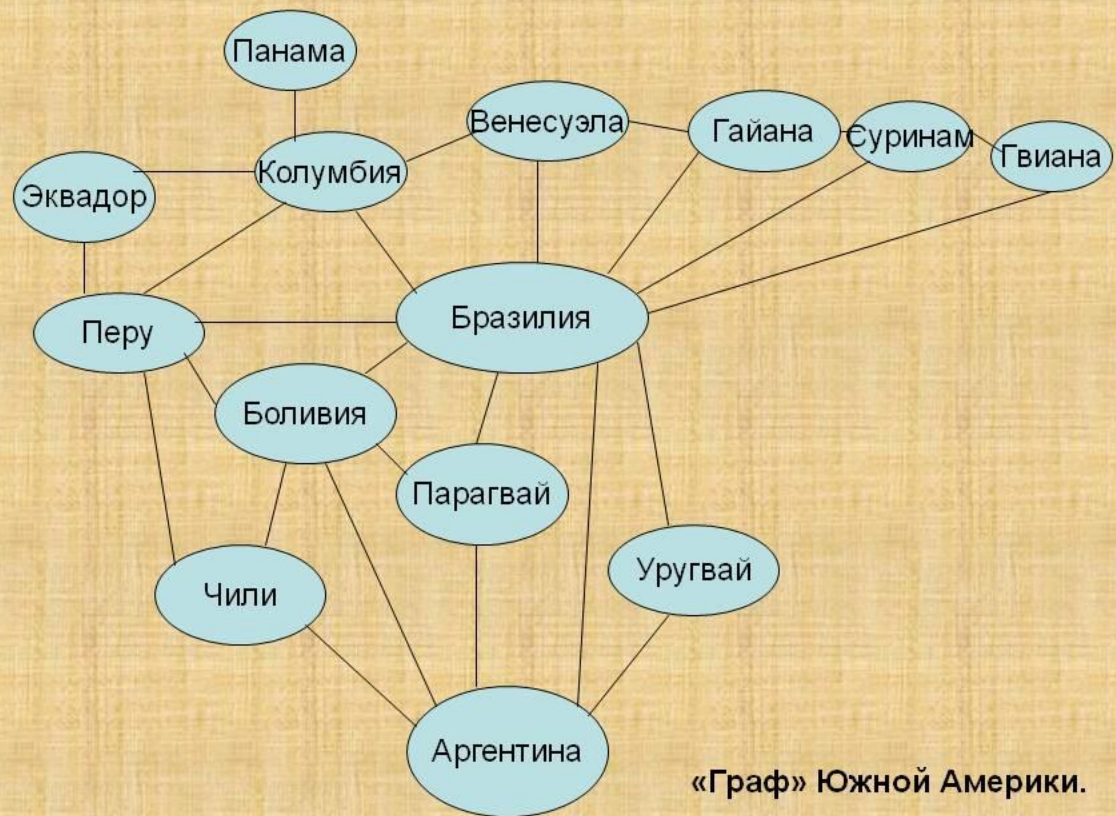 Панама
Венесуэла
Гайана
Суринам
Гвиана
Колумбия
Эквадор
Бразилия
Перу
Боливия
Парагвай
Уругвай
Чили
Аргентина
«Граф» Южной Америки.